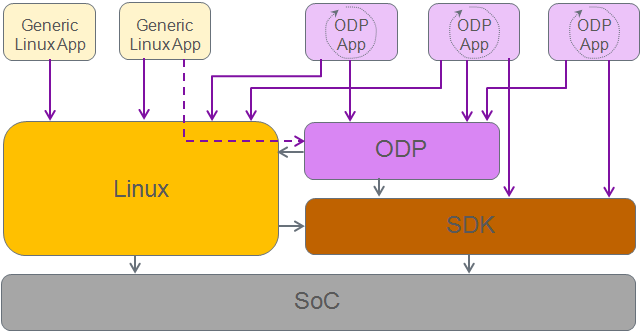 Generic
Linux App
Generic
Linux App
ODP
App
ODP
App
ODP
App
Linux
ODP
SDK
SoC